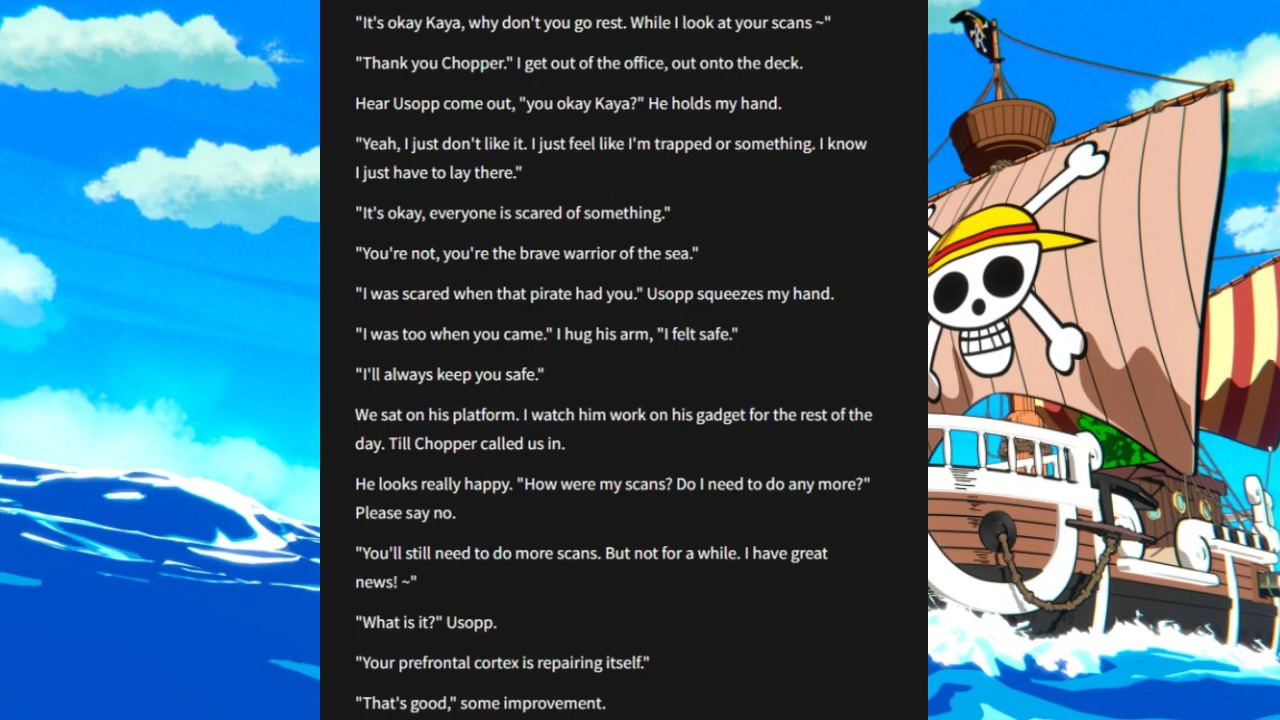 "It's okay Kaya, why don't you go rest. While I look at your scans ~"
"Thank you Chopper." I get out of the office, out onto the deck.
Hear Usopp come out, "you okay Kaya?" He holds my hand.
"Yeah, I just don't like it. I just feel like I'm trapped or something. I know
I just have to lay there."
"It's okay, everyone is scared of something."
"You're not, you're the brave warrior of the sea."
"I was scared when that pirate had you." Usopp squeezes my hand.
"I was too when you came." I hug his arm, "I felt safe."
"I'll always keep you safe."
We sat on his platform. I watch him work on his gadget for the rest of the
day. Till Chopper called us in.
He looks really happy. "How were my scans? Do I need to do any more?"
Please say no.
"You'll still need to do more scans. But not for a while. I have great
news! ~"
"What is it?" Usopp.
"Your prefrontal cortex is repairing itself."
"That's good," some improvement.